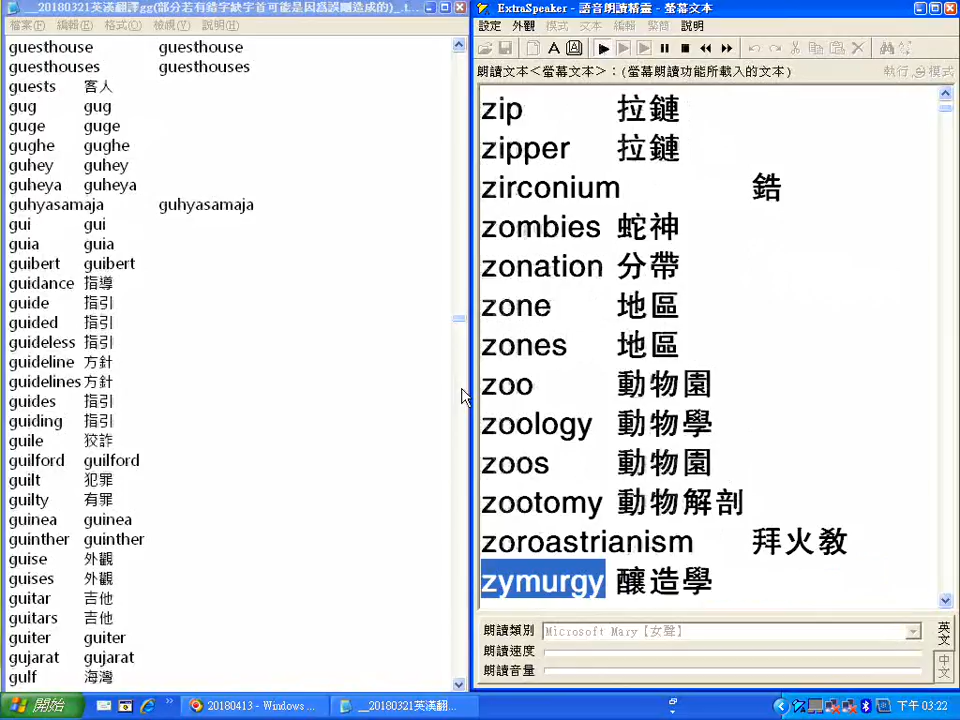 __20180321英漢翻譯gg(部分若有錯字缺字首可能是因為誤刪造成的)_.t...
檔案(F) 編輯(E) 格式(O) 檢視(V) 說明(H)
guesthouse guesthouse
guesthouses guesthouses
guests 客人
gug gug
guge guge
gughe gughe
guhey guhey
guheya guheya
guhyasamaja guhyasamaja
gui gui
guia guia
guibert guibert
guidance 指導
guide 指引
guided 指引
guideless 指引
guideline 方針
guidelines 方針
guides 指引
guiding 指引
guile 狡詐
guilford guilford
guilt 犯罪
guilty 有罪
guinea guinea
guinther guinther
guise 外觀
guises 外觀
guitar 吉他
guitars 吉他
guiter guiter
gujarat gujarat
gulf 海灣
ExtraSpeaker - 語音朗讀精靈 - 螢幕文本
設定 外觀 模式 文本 編輯 繁簡 說明
朗讀文本<螢幕文本>：(螢幕朗讀功能所載入的文本) 執行 模式
zip 拉鏈
zipper 拉鏈
zirconium 鋯
zombies 蛇神
zonation 分帶
zone 地區
zones 地區
zoo 動物園
zoology 動物學
zoos 動物園
zootomy 動物解剖
zoroastrianism 拜火教
zymurgy 釀造學
朗讀類別 Microsoft Mary【女聲】
朗讀速度
朗讀音量
英文
中文
開始 20180413 - Windows ... __20180321英漢翻... 下午 03:22